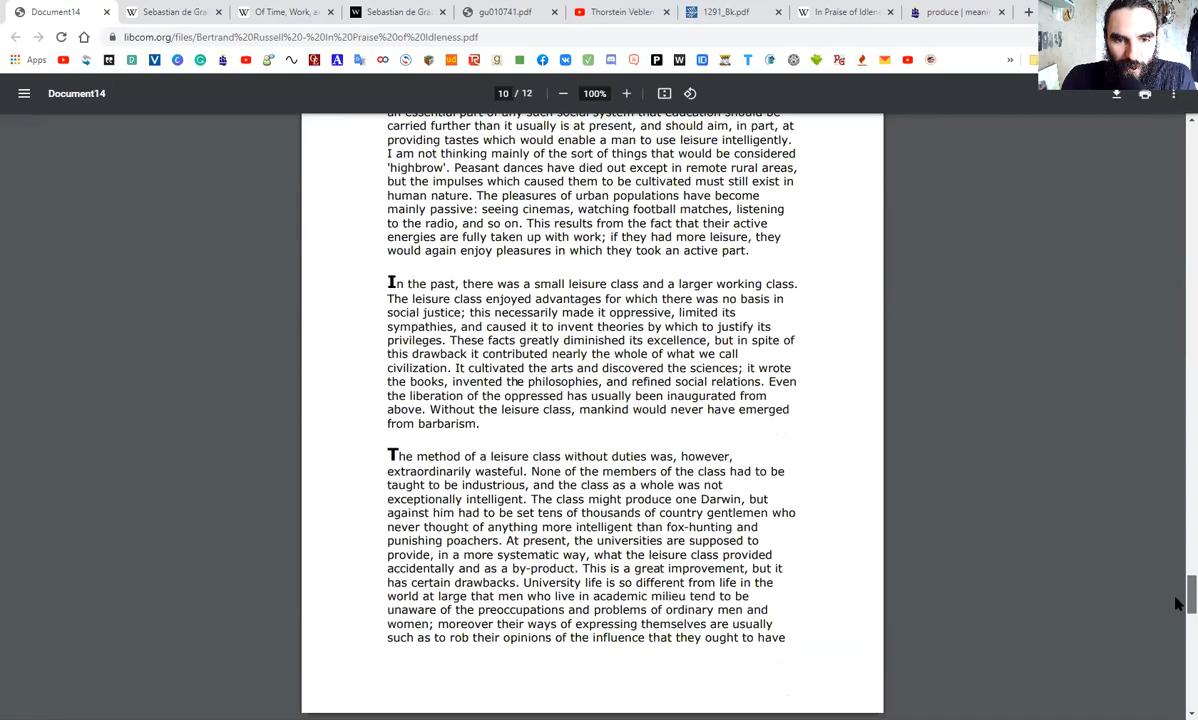 Document14
Sebastian de Gra
Of Time, Work, a
Sebastian de Gra
gu010741.pdf
Thorstein Veblen
1291_Bk.pdf
In Praise of Idlene
produce | meanin
libcom.org/files/Bertrand%20Russell%20-%20In%20Praise%20of%20Idleness.pdf
Apps
Document14
10 / 12
100%
an essential part of any such social system that education should be
carried further than it usually is at present, and should aim, in part, at
providing tastes which would enable a man to use leisure intelligently.
I am not thinking mainly of the sort of things that would be considered
'highbrow'. Peasant dances have died out except in remote rural areas,
but the impulses which caused them to be cultivated must still exist in
human nature. The pleasures of urban populations have become
mainly passive: seeing cinemas, watching football matches, listening
to the radio, and so on. This results from the fact that their active
energies are fully taken up with work; if they had more leisure, they
would again enjoy pleasures in which they took an active part.
In the past, there was a small leisure class and a larger working class.
The leisure class enjoyed advantages for which there was no basis in
social justice; this necessarily made it oppressive, limited its
sympathies, and caused it to invent theories by which to justify its
privileges. These facts greatly diminished its excellence, but in spite of
this drawback it contributed nearly the whole of what we call
civilization. It cultivated the arts and discovered the sciences; it wrote
the books, invented the philosophies, and refined social relations. Even
the liberation of the oppressed has usually been inaugurated from
above. Without the leisure class, mankind would never have emerged
from barbarism.
The method of a leisure class without duties was, however,
extraordinarily wasteful. None of the members of the class had to be
taught to be industrious, and the class as a whole was not
exceptionally intelligent. The class might produce one Darwin, but
against him had to be set tens of thousands of country gentlemen who
never thought of anything more intelligent than fox-hunting and
punishing poachers. At present, the universities are supposed to
provide, in a more systematic way, what the leisure class provided
accidentally and as a by-product. This is a great improvement, but it
has certain drawbacks. University life is so different from life in the
world at large that men who live in academic milieu tend to be
unaware of the preoccupations and problems of ordinary men and
women; moreover their ways of expressing themselves are usually
such as to rob their opinions of the influence that they ought to have